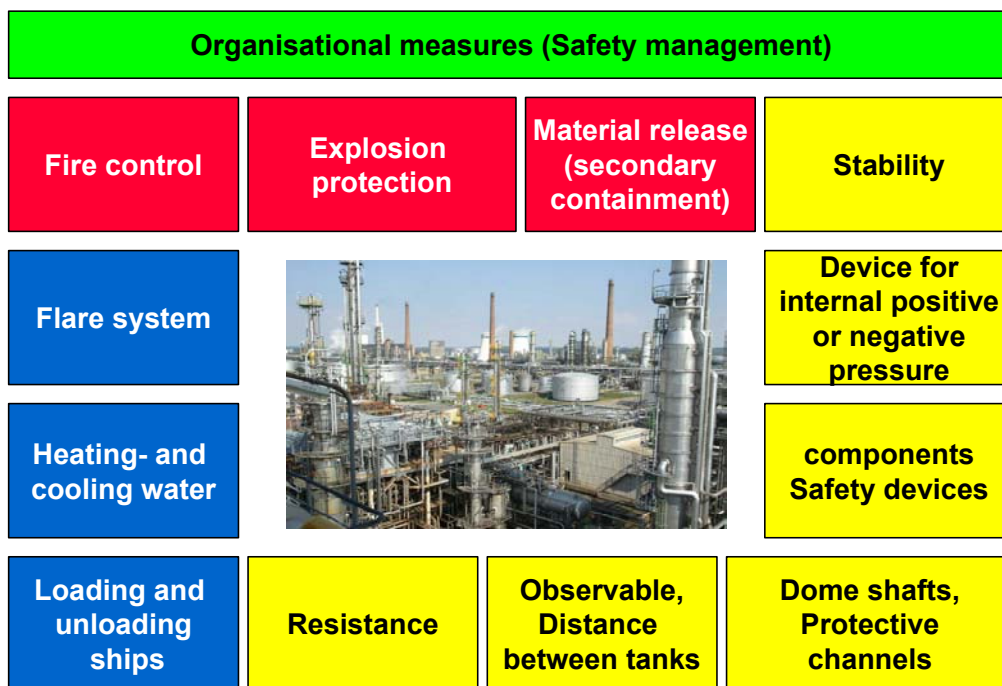 Organisational measures (Safety management)
Fire control
Explosion
protection
Material release
(secondary
containment)
Stability
Flare system
Device for
internal positive
or negative
pressure
Heating- and
cooling water
components
Safety devices
Loading and
unloading
ships
Resistance
Observable,
Distance
between tanks
Dome shafts,
Protective
channels